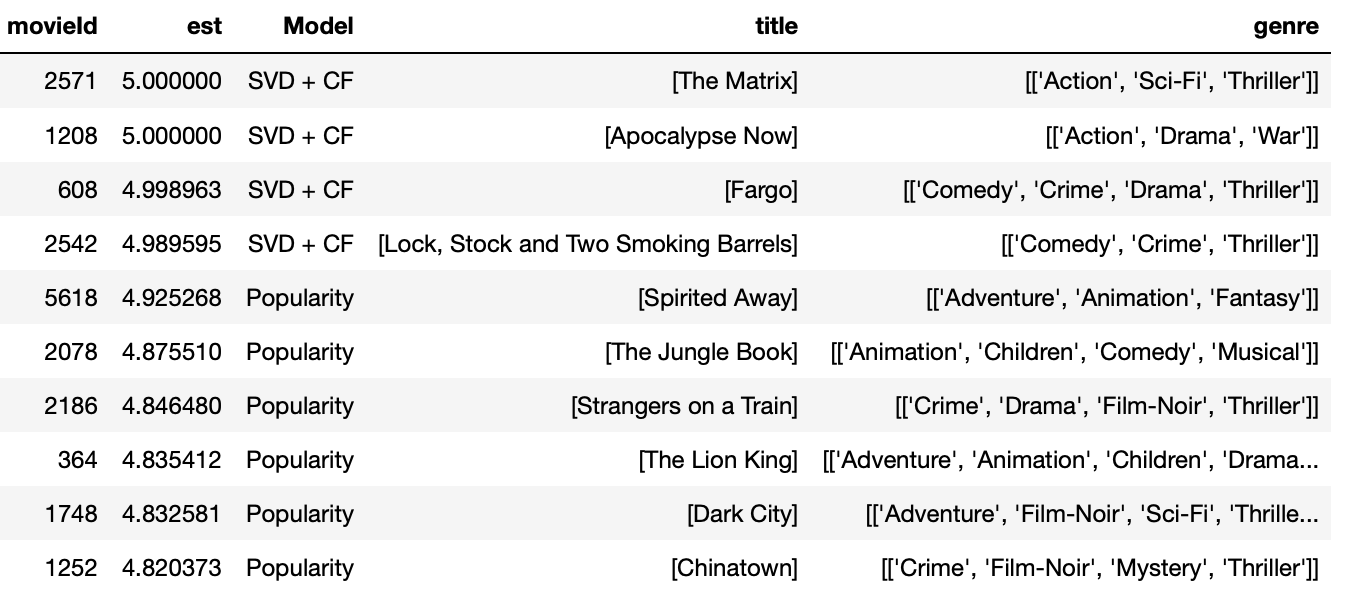 movieId est Model title genre
2571 5.000000 SVD + CF [The Matrix] [['Action', 'Sci-Fi', 'Thriller']]
1208 5.000000 SVD + CF [Apocalypse Now] [['Action', 'Drama', 'War']]
608 4.998963 SVD + CF [Fargo] [['Comedy', 'Crime', 'Drama', 'Thriller']]
2542 4.989595 SVD + CF [Lock, Stock and Two Smoking Barrels] [['Comedy', 'Crime', 'Thriller']]
5618 4.925268 Popularity [Spirited Away] [['Adventure', 'Animation', 'Fantasy']]
2078 4.875510 Popularity [The Jungle Book] [['Animation', 'Children', 'Comedy', 'Musical']]
2186 4.846480 Popularity [Strangers on a Train] [['Crime', 'Drama', 'Film-Noir', 'Thriller']]
364 4.835412 Popularity [The Lion King] [['Adventure', 'Animation', 'Children', 'Drama...
1748 4.832581 Popularity [Dark City] [['Adventure', 'Film-Noir', 'Sci-Fi', 'Thrille...
1252 4.820373 Popularity [Chinatown] [['Crime', 'Film-Noir', 'Mystery', 'Thriller']]